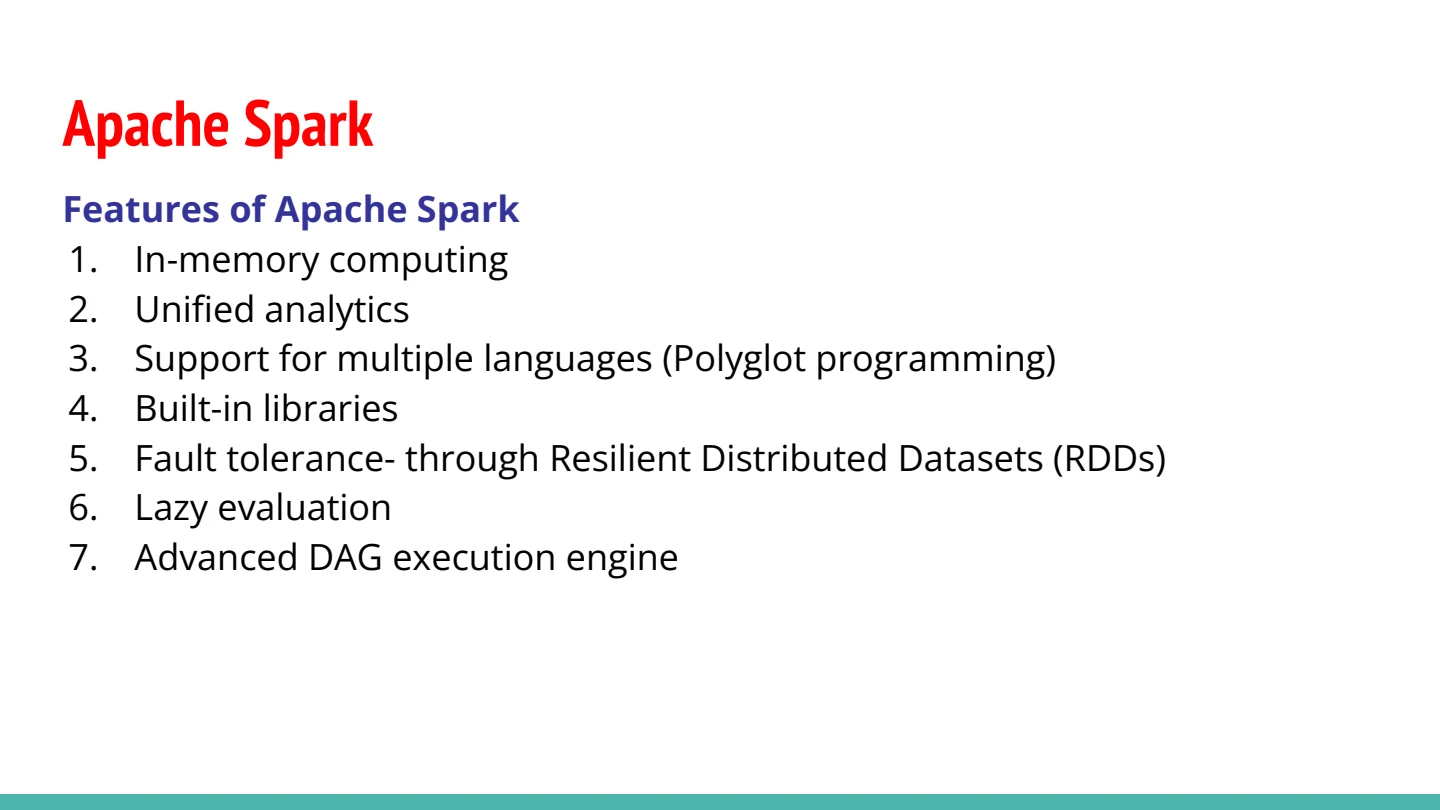 Apache Spark
Features of Apache Spark
1. In-memory computing
2. Unified analytics
3. Support for multiple languages (Polyglot programming)
4. Built-in libraries
5. Fault tolerance- through Resilient Distributed Datasets (RDDs)
6. Lazy evaluation
7. Advanced DAG execution engine